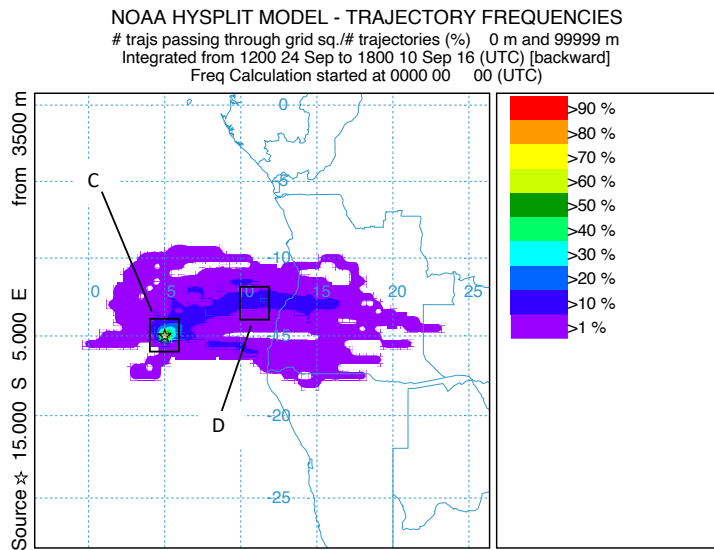 NOAA HYSPLIT MODEL - TRAJECTORY FREQUENCIES
# trajs passing through grid sq./# trajectories (%) 0 m and 99999 m
Integrated from 1200 24 Sep to 1800 10 Sep 16 (UTC) [backward]
Freq Calculation started at 0000 00 00 (UTC)
Source ☆ 15.000 S 5.000 E from 3500 m
C
D
0
-5
-10
0 5 10 15 20 25
-15
-20
-25
>90 %
>80 %
>70 %
>60 %
>50 %
>40 %
>30 %
>20 %
>10 %
>1 %